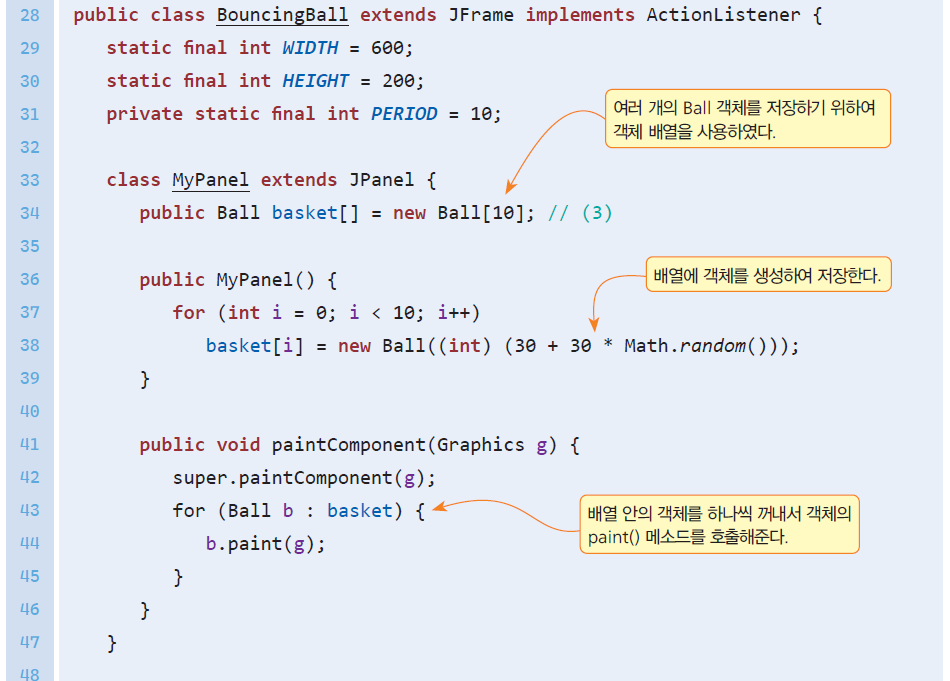 28 public class BouncingBall extends JFrame implements ActionListener {
29 static final int WIDTH = 600;
30 static final int HEIGHT = 200;
31 private static final int PERIOD = 10;
여러 개의 Ball 객체를 저장하기 위하여
객체 배열을 사용하였다.
32
33 class MyPanel extends JPanel {
34 public Ball basket[] = new Ball[10]; // (3)
35
36 public MyPanel() {
배열에 객체를 생성하여 저장한다.
37 for (int i = 0; i < 10; i++)
38 basket[i] = new Ball((int) (30 + 30 * Math.random()));
39 }
40
41 public void paintComponent(Graphics g) {
42 super.paintComponent(g);
43 for (Ball b : basket) {
배열 안의 객체를 하나씩 꺼내서 객체의
paint() 메소드를 호출해준다.
44 b.paint(g);
45 }
46 }
47 }
48